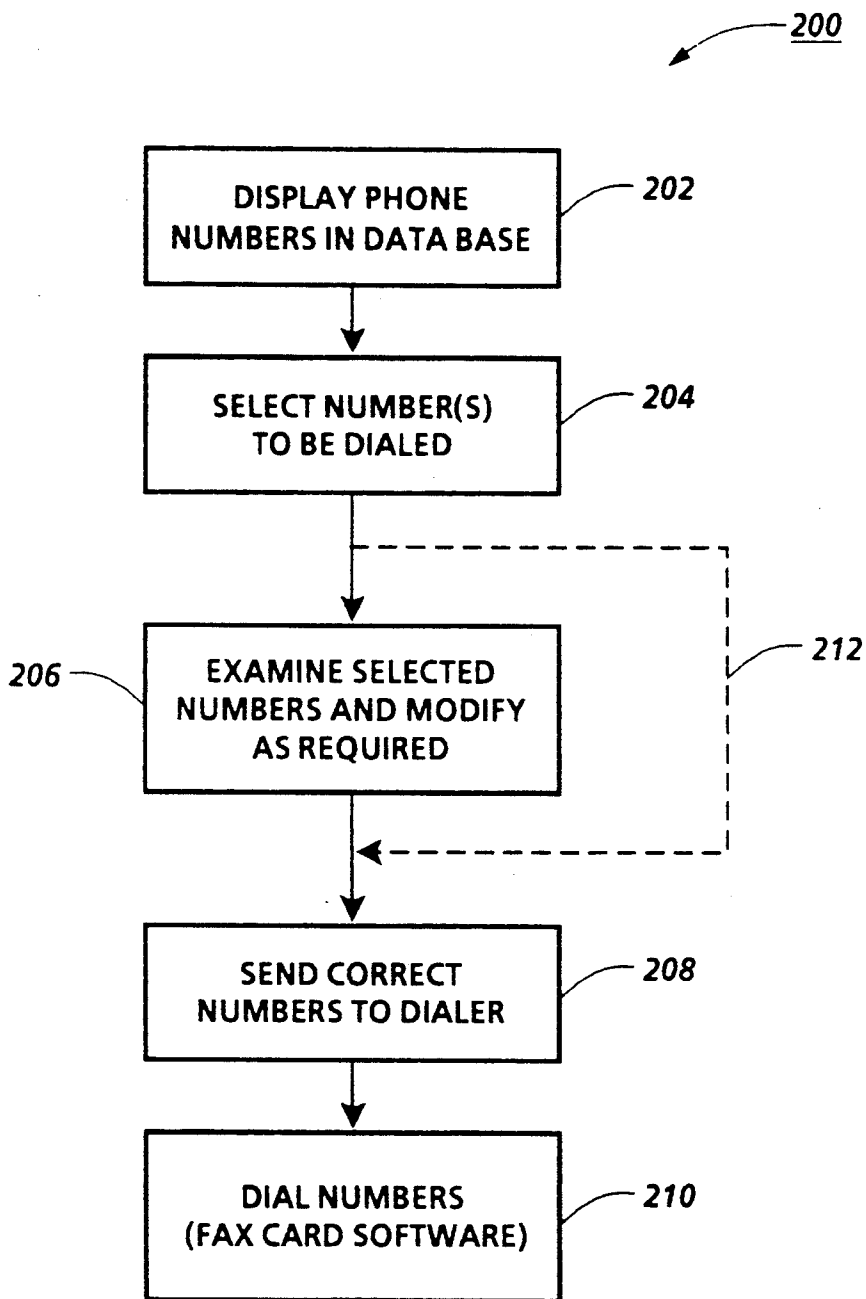 200
DISPLAY PHONE
NUMBERS IN DATA BASE
202
SELECT NUMBER(S)
TO BE DIALED
204
206
EXAMINE SELECTED
NUMBERS AND MODIFY
AS REQUIRED
212
SEND CORRECT
NUMBERS TO DIALER
208
DIAL NUMBERS
(FAX CARD SOFTWARE)
210